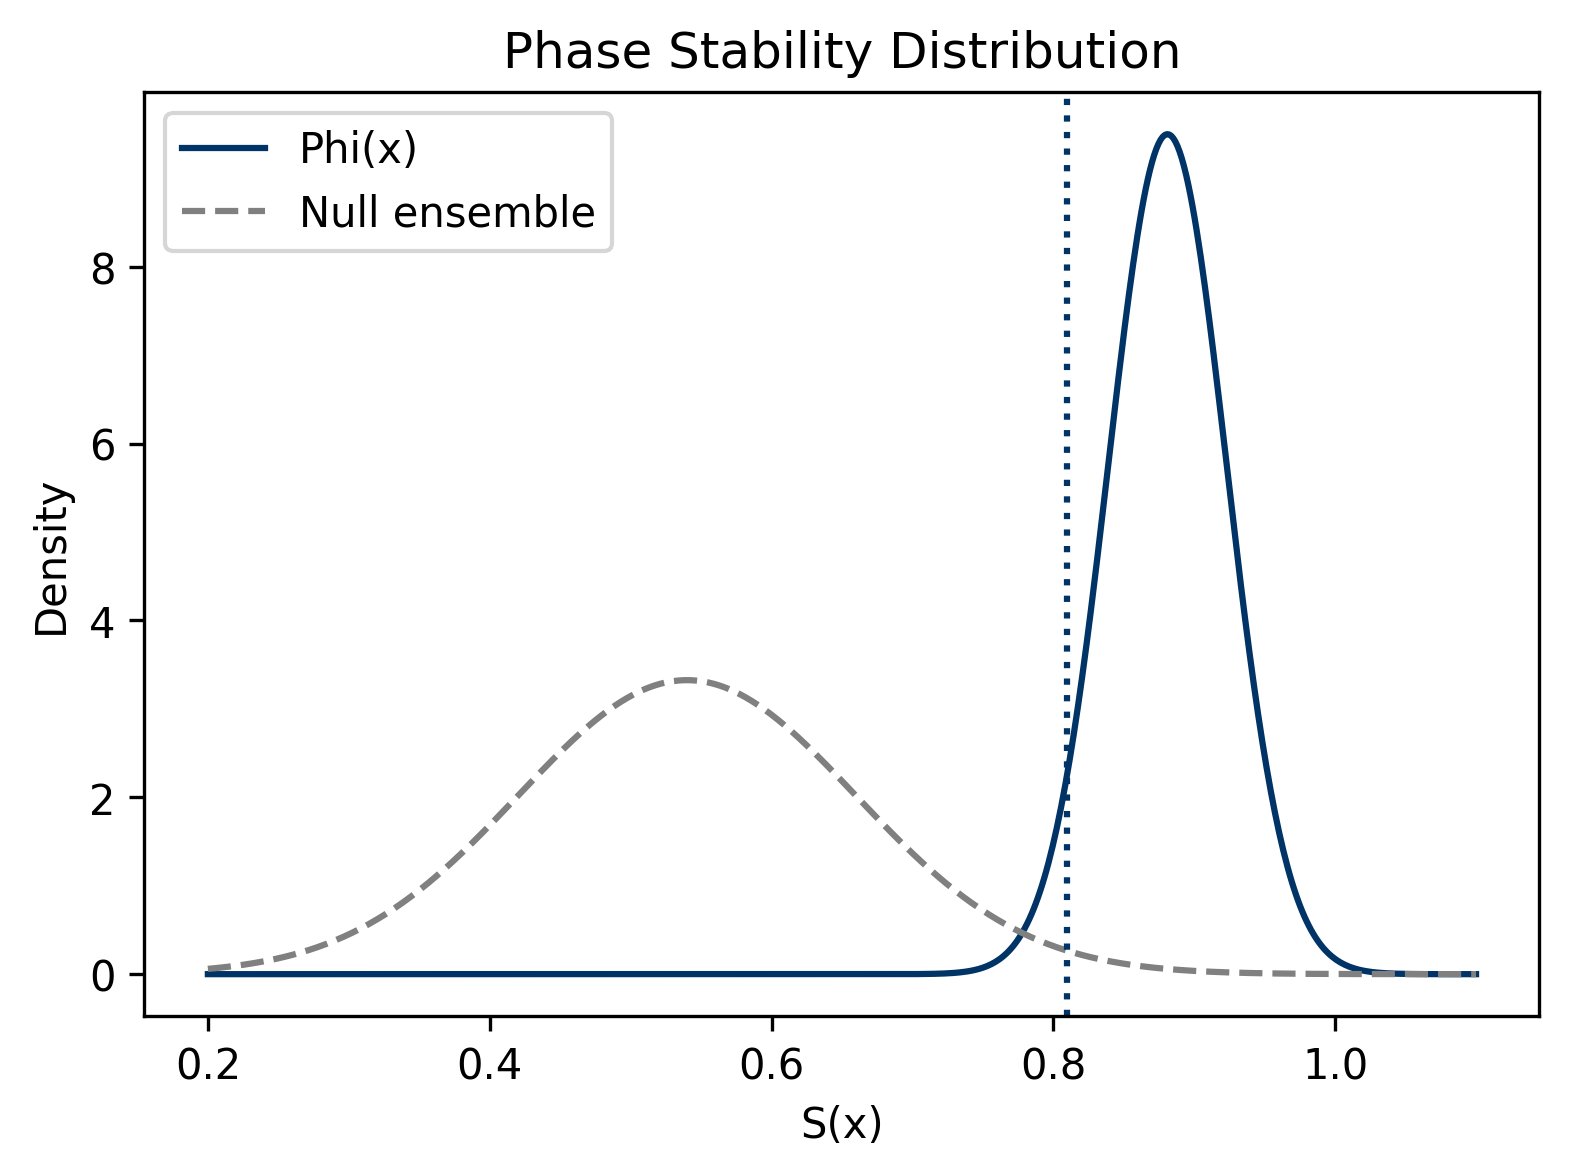 Phase Stability Distribution
Phi(x)
Null ensemble
8
6
4
2
0
Density
0.2 0.4 0.6 0.8 1.0
S(x)